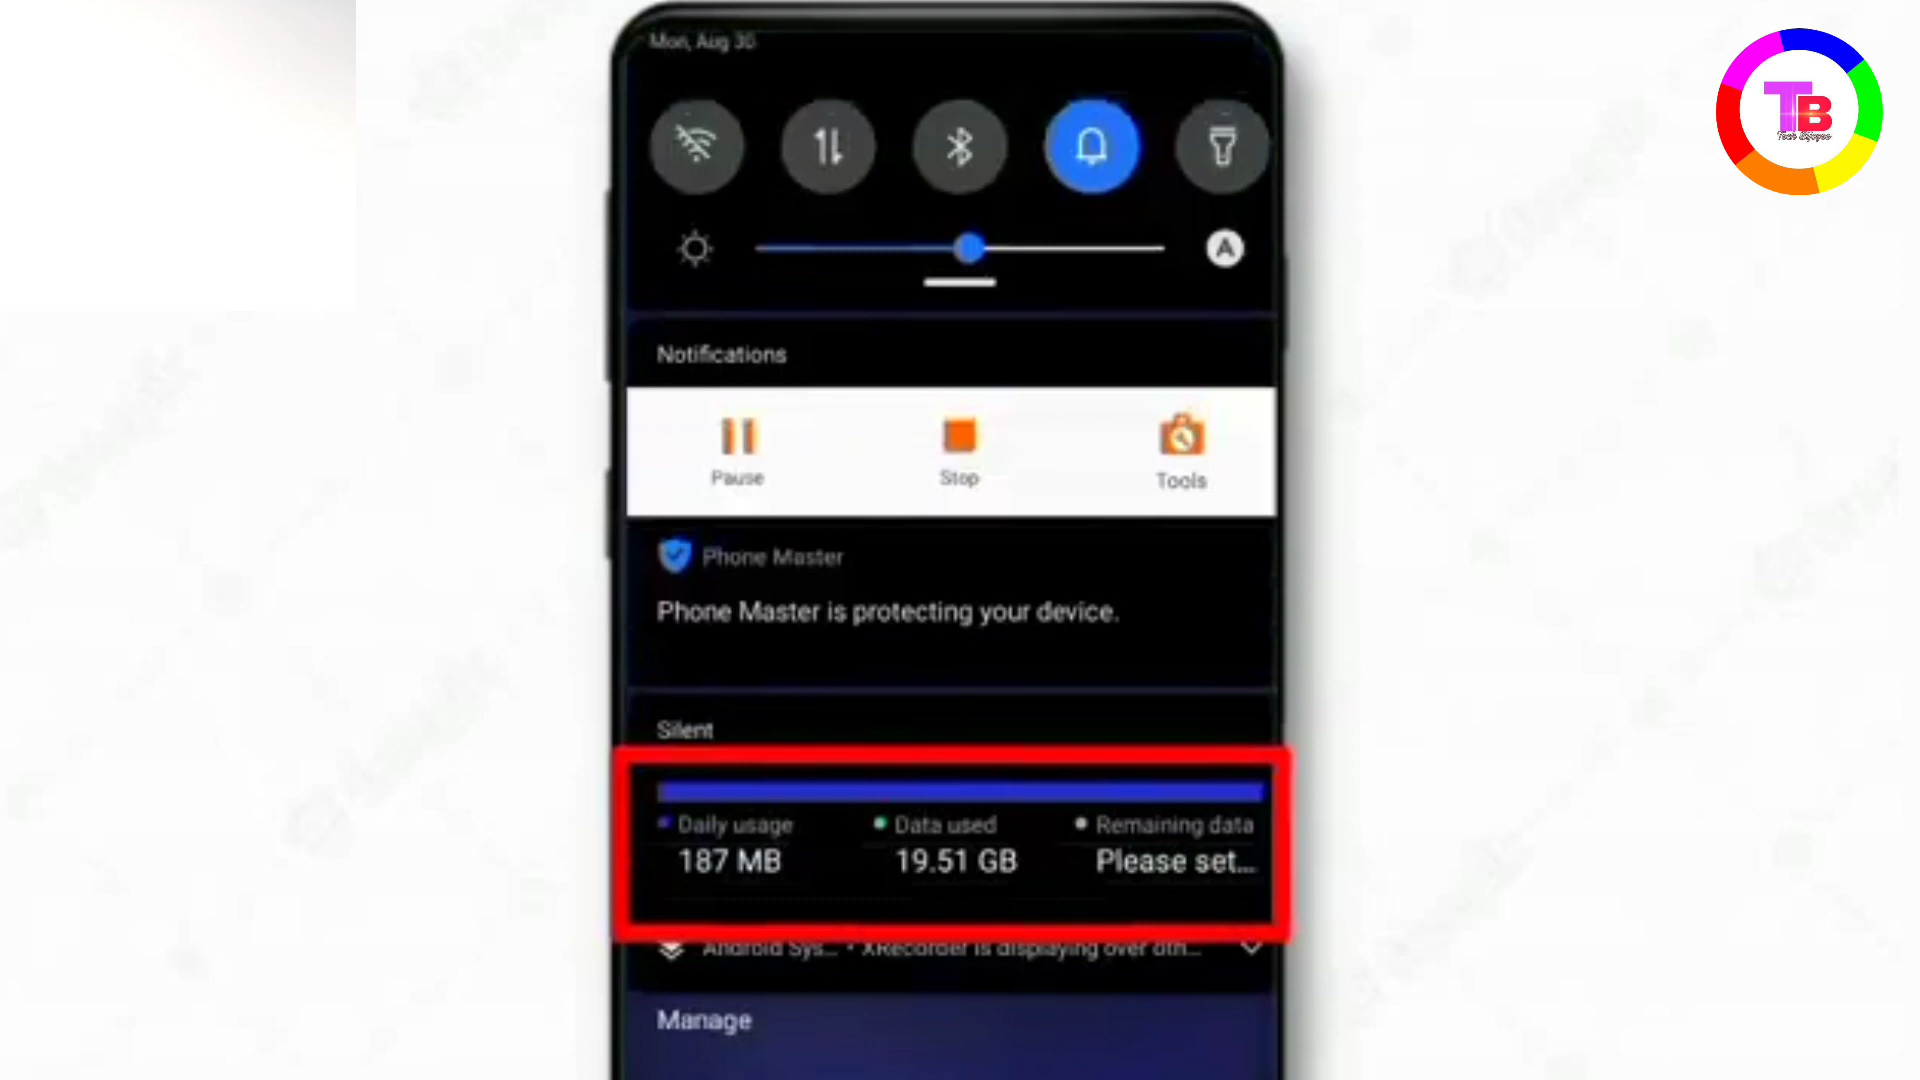 Mon, Aug 30
TB
A
Notifications
Pause
Stop
Tools
Phone Master
Phone Master is protecting your device.
Silent
Daily usage
Data used
Remaining data
187 MB
19.51 GB
Please set...
Android Sys... • XRecorder is displaying over oth...
Manage